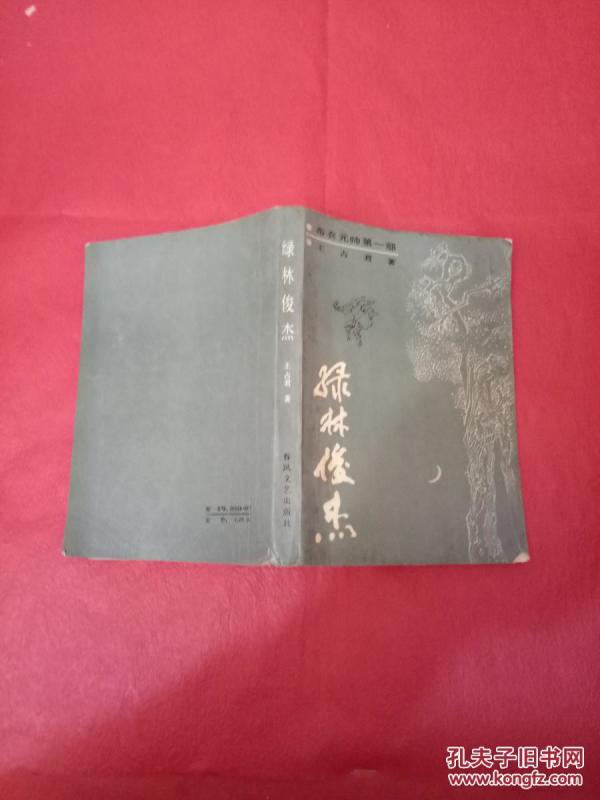 布衣元帅第一部
王占君 著
绿林俊杰
绿林俊杰
王占君 著
春风文艺出版社
孔夫子旧书网
www.kongfz.com